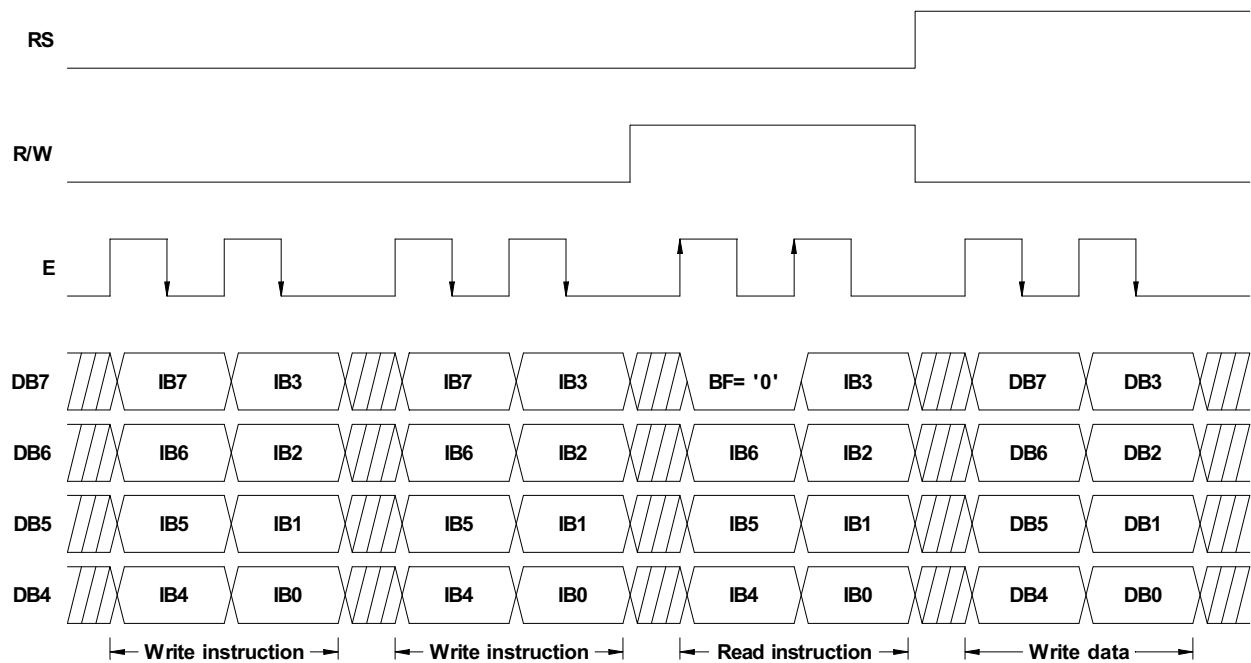 RS
R/W
E
DB7 IB7 IB3 IB7 IB3 BF= '0' IB3 DB7 DB3
DB6 IB6 IB2 IB6 IB2 IB6 IB2 DB6 DB2
DB5 IB5 IB1 IB5 IB1 IB5 IB1 DB5 DB1
DB4 IB4 IB0 IB4 IB0 IB4 IB0 DB4 DB0
Write instruction Write instruction Read instruction Write data